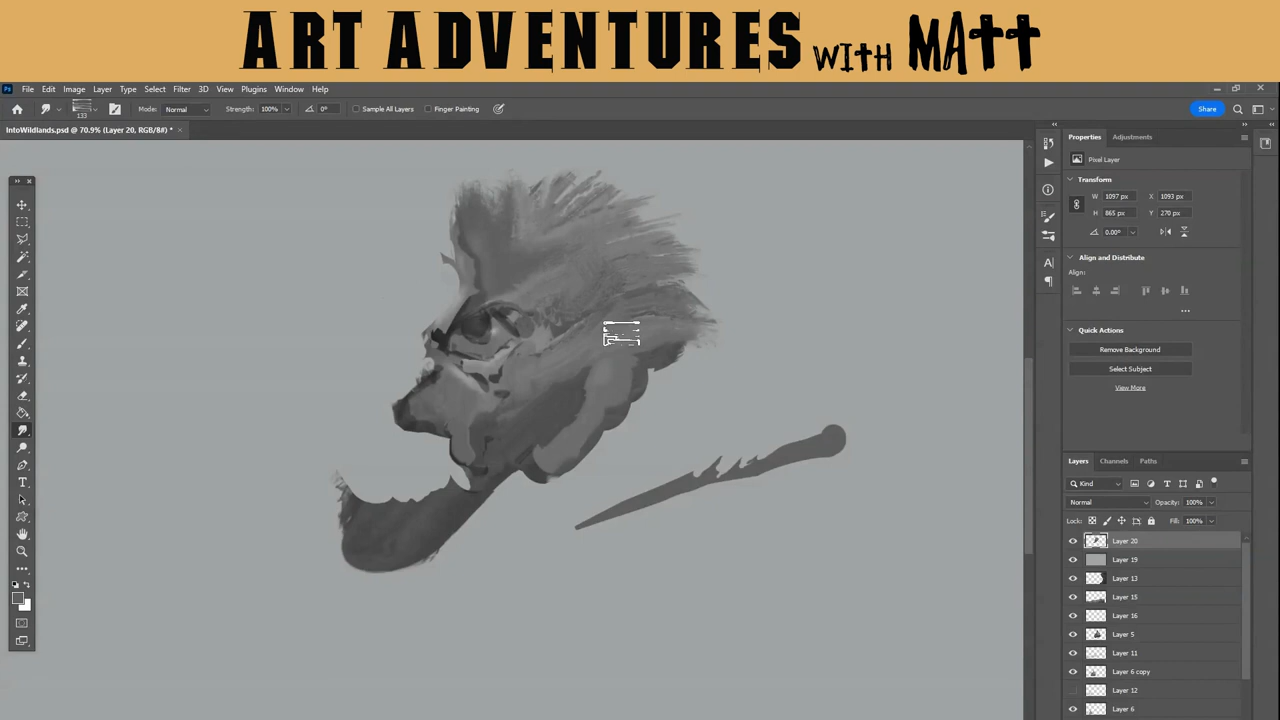 ART ADVENTURES WITH MATT
Ps File Edit Image Layer Type Select Filter 3D View Plugins Window Help
133 Mode: Normal Strength: 100% 0° Sample All Layers Finger Painting Share
IntoWildlands.psd @ 70.9% (Layer 20, RGB/8#) * ×
Properties Adjustments
Pixel Layer
Transform
W 1097 px X 1093 px
H 865 px Y 270 px
0.00°
Align and Distribute
Align:
Quick Actions
Remove Background
Select Subject
View More
Layers Channels Paths
Kind
Normal Opacity: 100%
Lock: Fill: 100%
Layer 20
Layer 19
Layer 13
Layer 15
Layer 16
Layer 5
Layer 11
Layer 6 copy
Layer 12
Layer 6